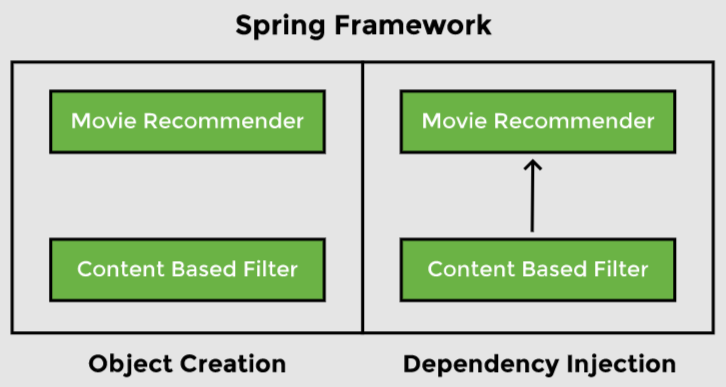 Spring Framework
Movie Recommender
Movie Recommender
Content Based Filter
Content Based Filter
Object Creation
Dependency Injection